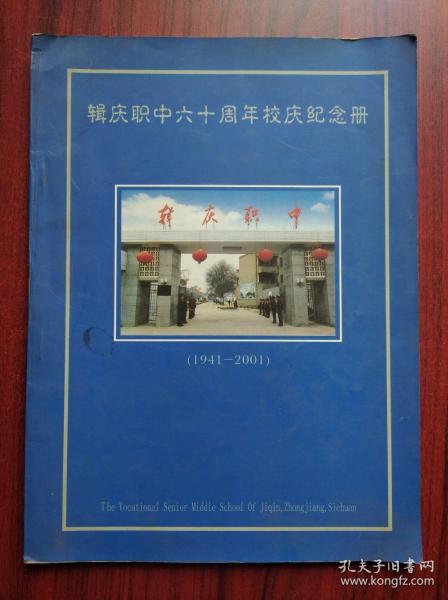 辑庆职中六十周年校庆纪念册
辑庆职中
(1941-2001)
The Vocational Senior Middle School Of Jiqin,Zhongjiang,Sichuan
孔夫子旧书网
www.kongfz.com